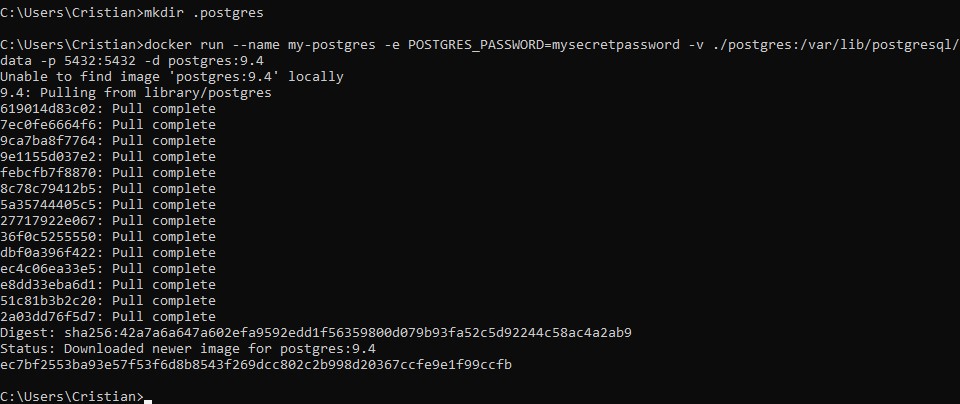 C:\Users\Cristian>mkdir .postgres
C:\Users\Cristian>docker run --name my-postgres -e POSTGRES_PASSWORD=mysecretpassword -v ./postgres:/var/lib/postgresql/
data -p 5432:5432 -d postgres:9.4
Unable to find image 'postgres:9.4' locally
9.4: Pulling from library/postgres
619014d83c02: Pull complete
7ec0fe6664f6: Pull complete
9ca7ba8f7764: Pull complete
9e1155d037e2: Pull complete
febcfb7f8870: Pull complete
8c78c79412b5: Pull complete
5a35744405c5: Pull complete
27717922e067: Pull complete
36f0c5255550: Pull complete
dbf0a396f422: Pull complete
ec4c06ea33e5: Pull complete
e8dd33eba6d1: Pull complete
51c81b3b2c20: Pull complete
2a03dd76f5d7: Pull complete
Digest: sha256:42a7a6a647a602efa9592edd1f56359800d079b93fa52c5d92244c58ac4a2ab9
Status: Downloaded newer image for postgres:9.4
ec7bf2553ba93e57f53f6d8b8543f269dcc802c2b998d20367ccfe9e1f99ccfb
C:\Users\Cristian>